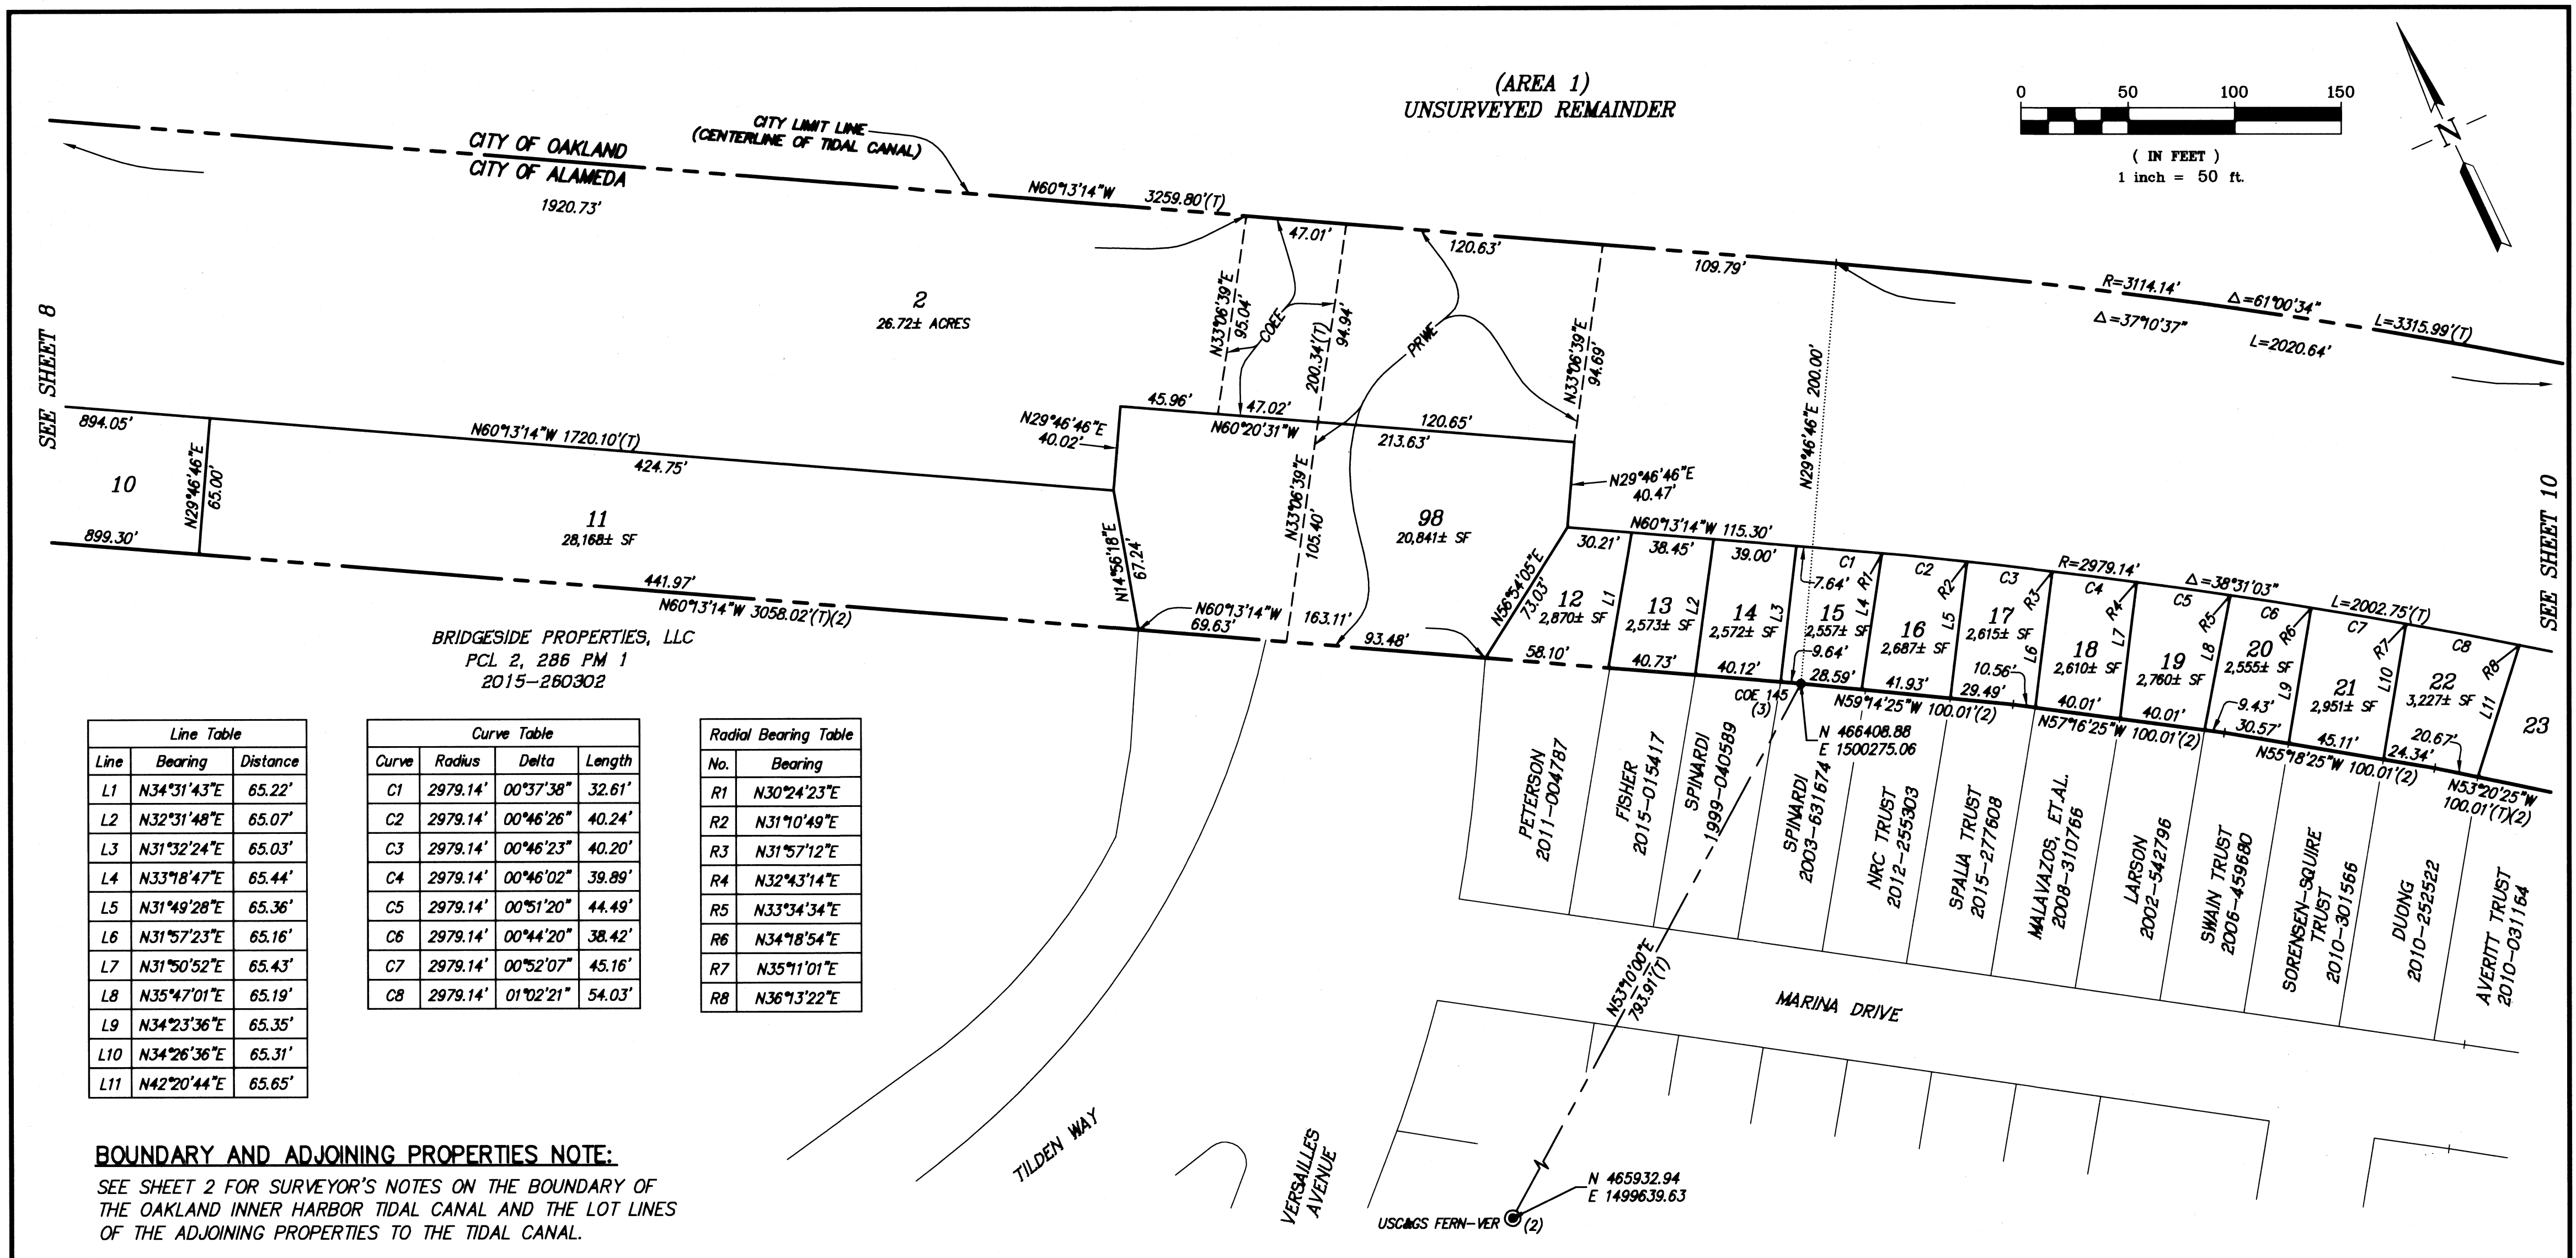 (AREA 1)
UNSURVEYED REMAINDER
0 50 100 150
( IN FEET )
1 inch = 50 ft.
N
CITY OF OAKLAND
CITY OF ALAMEDA
CITY LIMIT LINE
(CENTERLINE OF TIDAL CANAL)
1920.73'
N60°13'14"W 3259.80'(T)
47.01'
120.63'
109.79'
R=3114.14' Δ=61°00'34" L=3315.99'(T)
Δ=37°10'37" L=2020.64'
SEE SHEET 8
SEE SHEET 10
2
26.72± ACRES
N33°06'39"E
95.04'
COEE
200.34'(T)
94.94'
PRWE
N33°06'39"E
94.69'
N29°46'46"E 200.00'
894.05'
N60°13'14"W 1720.10'(T)
424.75'
10
N29°46'46"E
65.00'
11
28,168± SF
899.30'
441.97'
N60°13'14"W 3058.02'(T)(2)
N29°46'46"E
40.02'
45.96'
47.02'
N60°20'31"W
120.65'
213.63'
N14°56'18"E
67.24'
N33°06'39"E
105.40'
98
20,841± SF
N29°46'46"E
40.47'
N60°13'14"W
69.63'
163.11'
93.48'
N56°54'05"E
73.03'
N60°13'14"W 115.30'
30.21'
38.45'
39.00'
7.64'
C1
R1
C2
R2
C3
R3
R=2979.14'
C4
R4
Δ=38°31'03"
C5
R5
C6
R6
L=2002.75'(T)
C7
R7
C8
R8
12
2,870± SF
L1
13
2,573± SF
L2
14
2,572± SF
L3
15
2,557± SF
L4
16
2,687± SF
L5
17
2,615± SF
L6
18
2,610± SF
L7
19
2,760± SF
L8
20
2,555± SF
L9
21
2,951± SF
L10
22
3,227± SF
L11
23
58.10'
40.73'
40.12'
9.64'
28.59'
41.93'
29.49'
10.56'
40.01'
40.01'
9.43'
30.57'
45.11'
24.34'
20.67'
COE 145
(3)
N59°14'25"W 100.01'(2)
N57°16'25"W 100.01'(2)
N55°18'25"W 100.01'(2)
N53°20'25"W
100.01'(T)(2)
N 466408.88
E 1500275.06
BRIDGESIDE PROPERTIES, LLC
PCL 2, 286 PM 1
2015-260302
PETERSON
2011-004787
FISHER
2015-015417
SPINARDI
1999-040589
SPINARDI
2003-631674
NRC TRUST
2012-255303
SPALIA TRUST
2015-277608
MALAVAZOS, ET.AL.
2008-310766
LARSON
2002-542796
SWAIN TRUST
2006-459680
SORENSEN-SQUIRE
TRUST
2010-301566
DUONG
2010-252522
AVERITT TRUST
2010-031164
Line Table
Line Bearing Distance
L1 N34°31'43"E 65.22'
L2 N32°31'48"E 65.07'
L3 N31°32'24"E 65.03'
L4 N33°18'47"E 65.44'
L5 N31°49'28"E 65.36'
L6 N31°57'23"E 65.16'
L7 N31°50'52"E 65.43'
L8 N35°47'01"E 65.19'
L9 N34°23'36"E 65.35'
L10 N34°26'36"E 65.31'
L11 N42°20'44"E 65.65'
Curve Table
Curve Radius Delta Length
C1 2979.14' 00°37'38" 32.61'
C2 2979.14' 00°46'26" 40.24'
C3 2979.14' 00°46'23" 40.20'
C4 2979.14' 00°46'02" 39.89'
C5 2979.14' 00°51'20" 44.49'
C6 2979.14' 00°44'20" 38.42'
C7 2979.14' 00°52'07" 45.16'
C8 2979.14' 01°02'21" 54.03'
Radial Bearing Table
No. Bearing
R1 N30°24'23"E
R2 N31°10'49"E
R3 N31°57'12"E
R4 N32°43'14"E
R5 N33°34'34"E
R6 N34°18'54"E
R7 N35°11'01"E
R8 N36°13'22"E
N53°10'00"E
793.91'(T)
MARINA DRIVE
TILDEN WAY
VERSAILLES
AVENUE
N 465932.94
E 1499639.63
USC&GS FERN-VER (2)
BOUNDARY AND ADJOINING PROPERTIES NOTE:
SEE SHEET 2 FOR SURVEYOR'S NOTES ON THE BOUNDARY OF
THE OAKLAND INNER HARBOR TIDAL CANAL AND THE LOT LINES
OF THE ADJOINING PROPERTIES TO THE TIDAL CANAL.